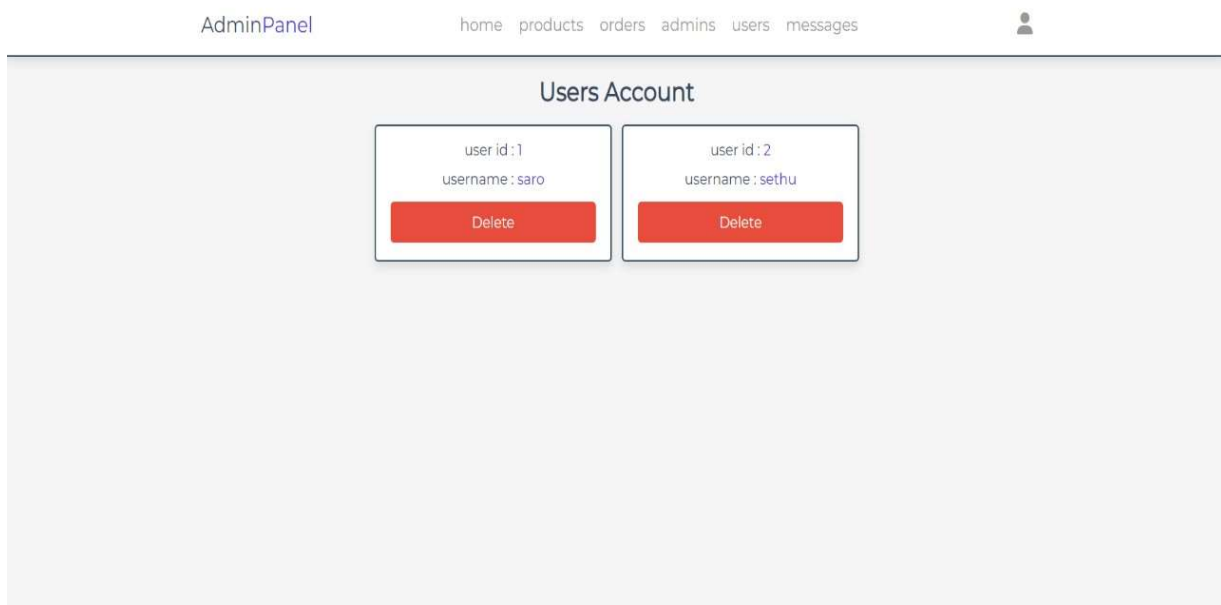 AdminPanel
home products orders admins users messages
Users Account
user id : 1
username : saro
Delete
user id : 2
username : sethu
Delete